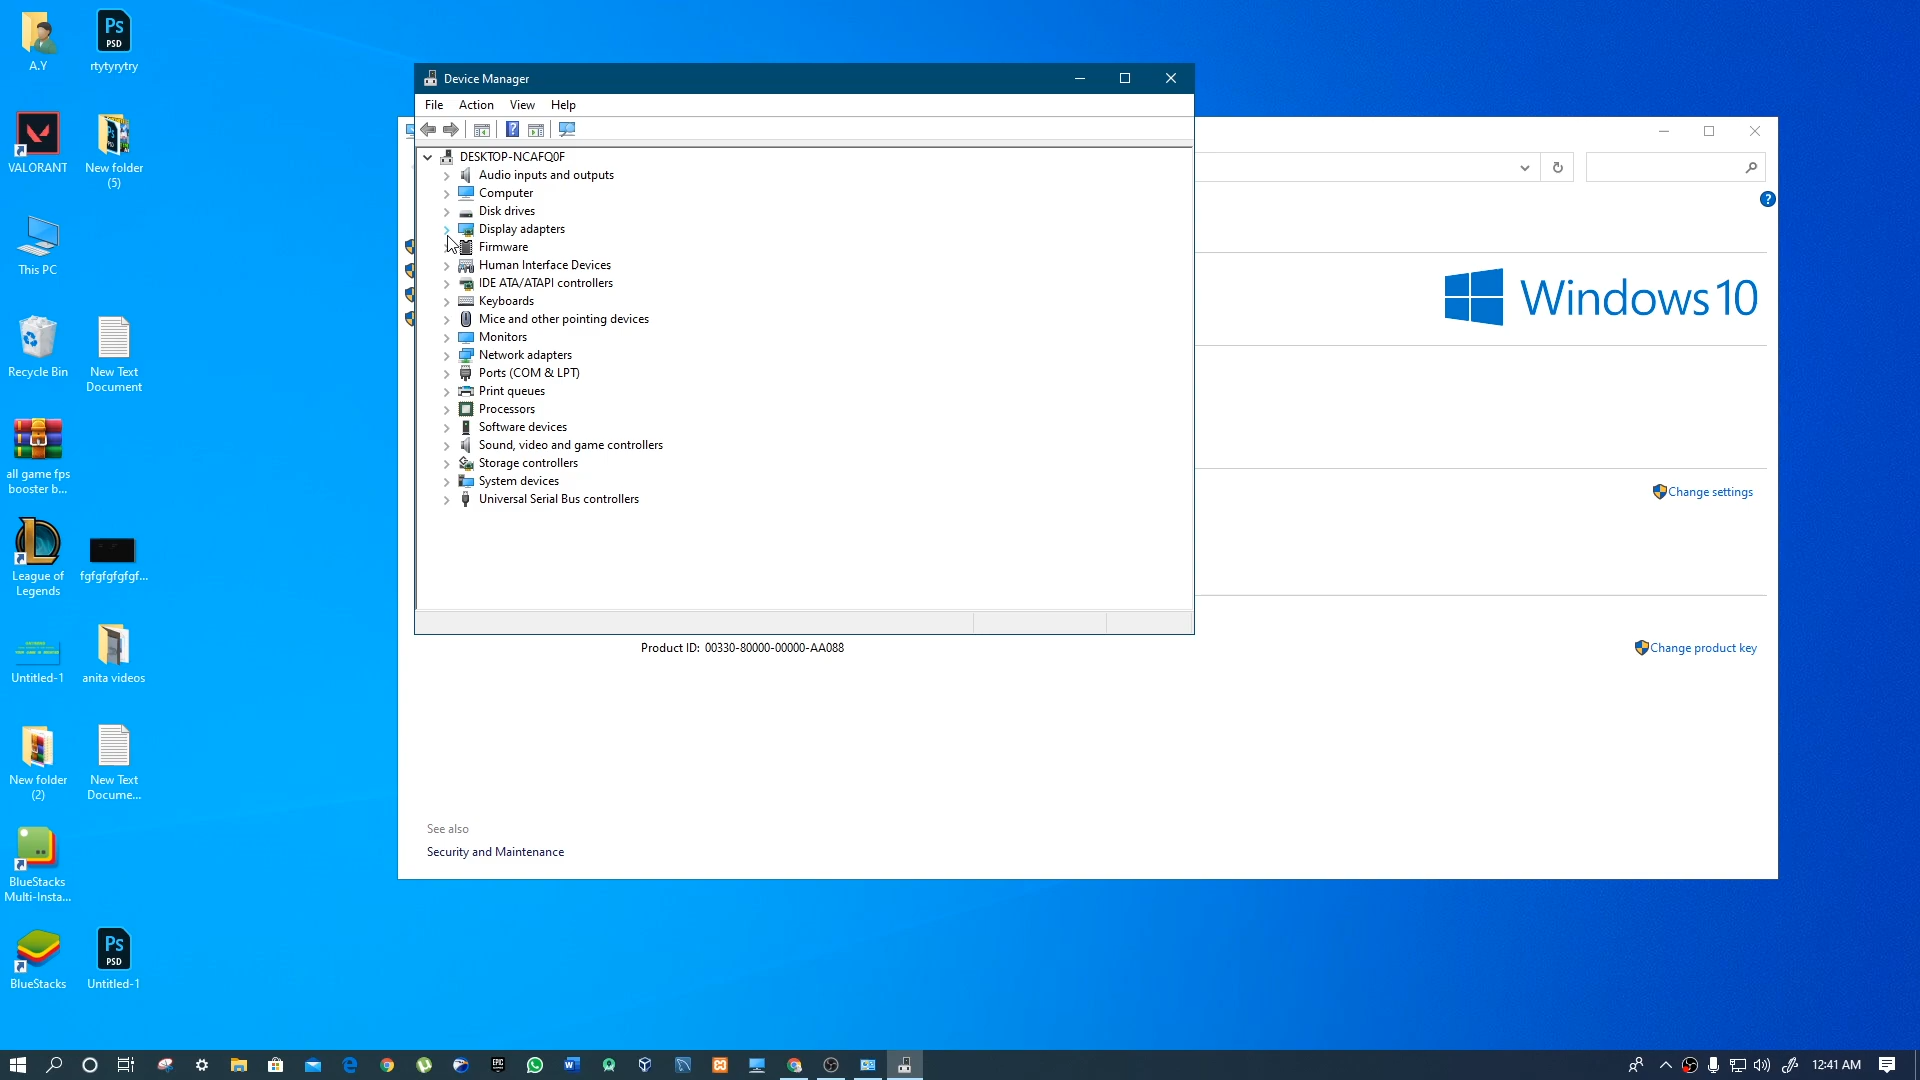 A.Y
Ps
PSD
rtytyrytry
VALORANT
New folder
(5)
This PC
Recycle Bin
New Text
Document
all game fps
booster b...
League of
Legends
fgfgfgfgfgf...
Untitled-1
anita videos
New folder
(2)
New Text
Docume...
BlueStacks
Multi-Insta...
BlueStacks
Ps
PSD
Untitled-1
Device Manager
File Action View Help
DESKTOP-NCAFQ0F
Audio inputs and outputs
Computer
Disk drives
Display adapters
Firmware
Human Interface Devices
IDE ATA/ATAPI controllers
Keyboards
Mice and other pointing devices
Monitors
Network adapters
Ports (COM & LPT)
Print queues
Processors
Software devices
Sound, video and game controllers
Storage controllers
System devices
Universal Serial Bus controllers
Windows 10
Change settings
Product ID: 00330-80000-00000-AA088
Change product key
See also
Security and Maintenance
12:41 AM